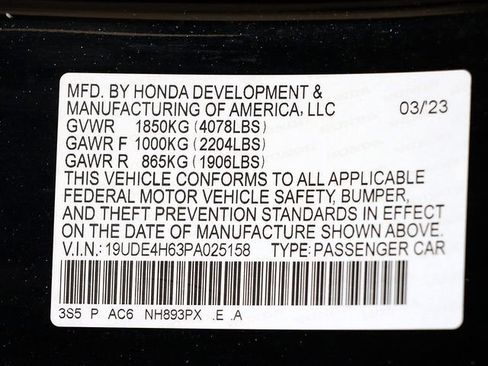 MFD. BY HONDA DEVELOPMENT &
MANUFACTURING OF AMERICA, LLC 03/'23
GVWR 1850KG (4078LBS)
GAWR F 1000KG (2204LBS)
GAWR R 865KG (1906LBS)
THIS VEHICLE CONFORMS TO ALL APPLICABLE
FEDERAL MOTOR VEHICLE SAFETY, BUMPER,
AND THEFT PREVENTION STANDARDS IN EFFECT
ON THE DATE OF MANUFACTURE SHOWN ABOVE.
V.I.N.: 19UDE4H63PA025158 TYPE: PASSENGER CAR
3S5 P AC6 NH893PX .E .A